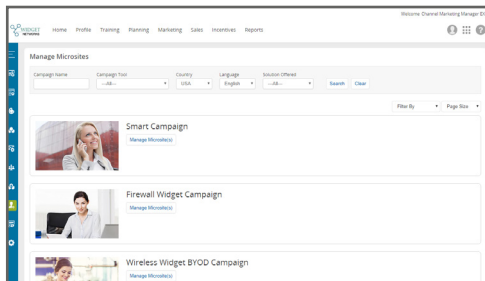 Welcome: Channel Marketing Manager ID
WIDGET
NETWORKS
Home Profile Training Planning Marketing Sales Incentives Reports
Manage Microsites
Campaign Name Campaign Tool Country Language Solution Offered
---All--- USA English ---All--- Search Clear
Filter By Page Size
Smart Campaign
Manage Microsite(s)
Firewall Widget Campaign
Manage Microsite(s)
Wireless Widget BYOD Campaign
Manage Microsite(s)